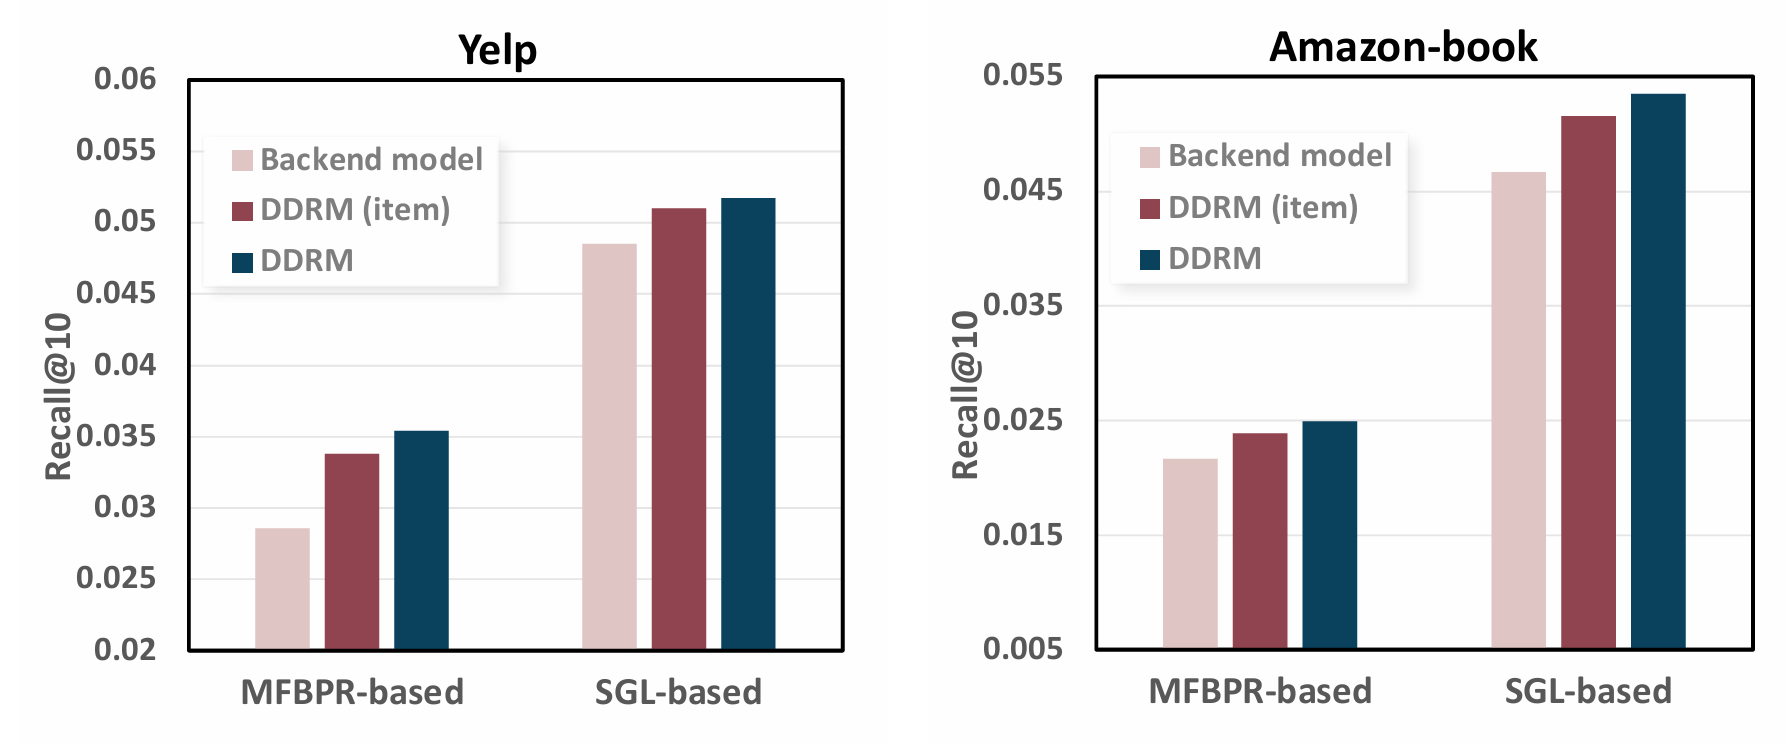 Yelp
0.06
0.055
0.05
0.045
0.04
0.035
0.03
0.025
0.02
Recall@10
Backend model
DDRM (item)
DDRM
MFBPR-based
SGL-based
Amazon-book
0.055
0.045
0.035
0.025
0.015
0.005
Recall@10
Backend model
DDRM (item)
DDRM
MFBPR-based
SGL-based